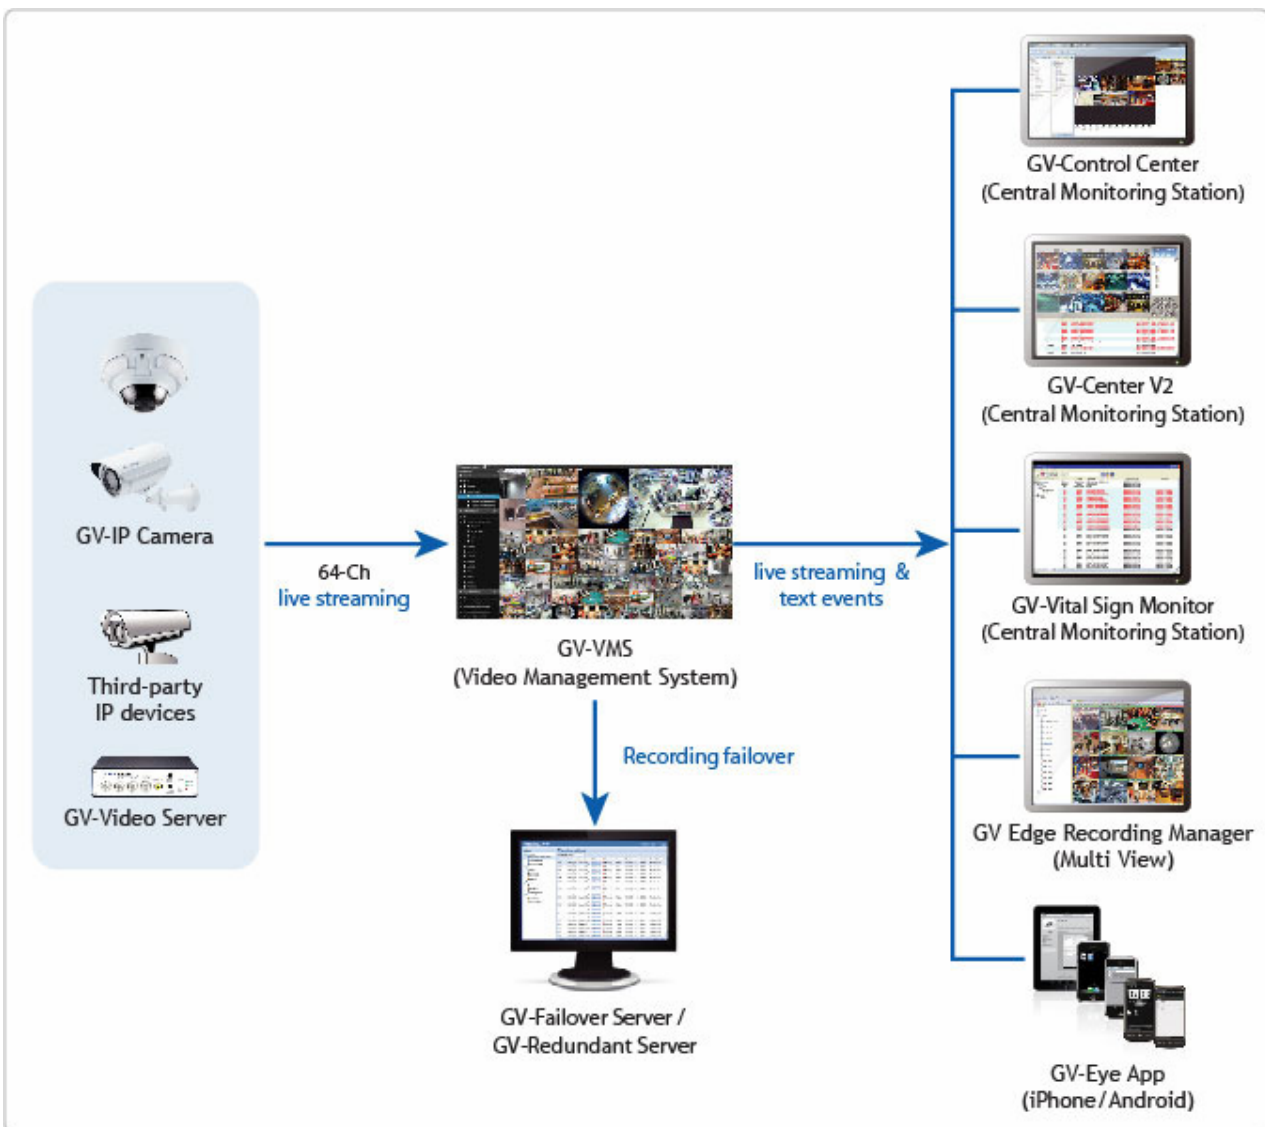 GV-Control Center
(Central Monitoring Station)
GV-Center V2
(Central Monitoring Station)
GV-IP Camera
64-Ch
live streaming
live streaming &
text events
GV-Vital Sign Monitor
(Central Monitoring Station)
GV-VMS
(Video Management System)
Third-party
IP devices
Recording failover
GV-Video Server
GV Edge Recording Manager
(Multi View)
GV-Failover Server /
GV-Redundant Server
GV-Eye App
(iPhone/Android)